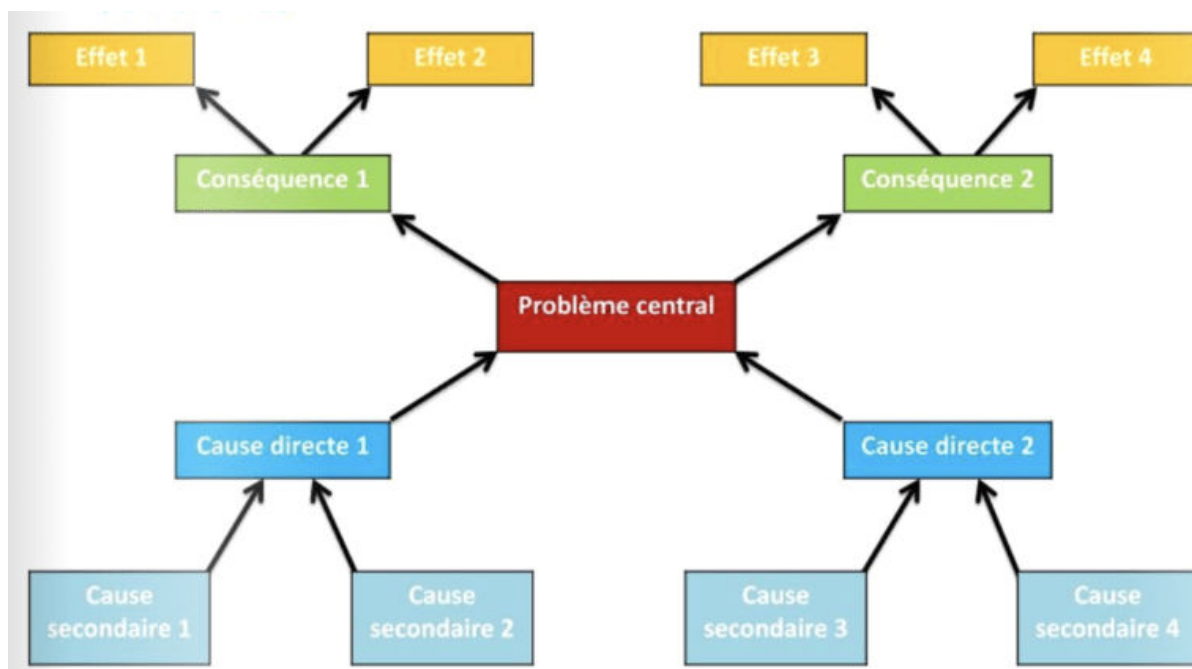 Effet 1
Effet 2
Effet 3
Effet 4
Conséquence 1
Conséquence 2
Problème central
Cause directe 1
Cause directe 2
Cause
secondaire 1
Cause
secondaire 2
Cause
secondaire 3
Cause
secondaire 4